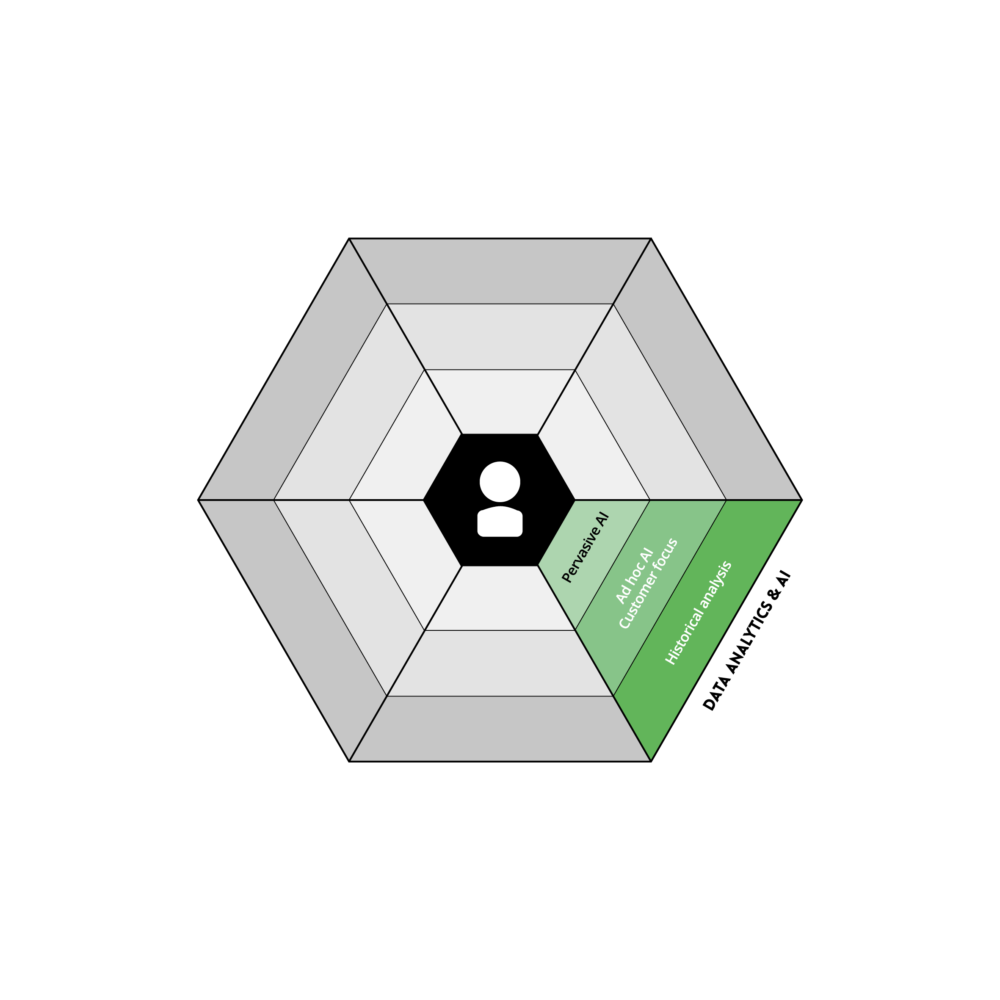 Pervasive AI
Ad hoc AI
Customer focus
Historical analysis
DATA ANALYTICS & AI